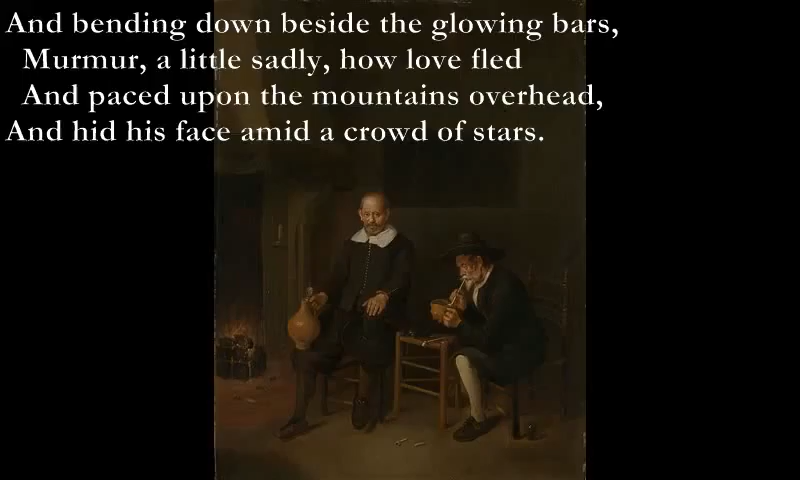 And bending down beside the glowing bars,
Murmur, a little sadly, how love fled
And paced upon the mountains overhead,
And hid his face amid a crowd of stars.